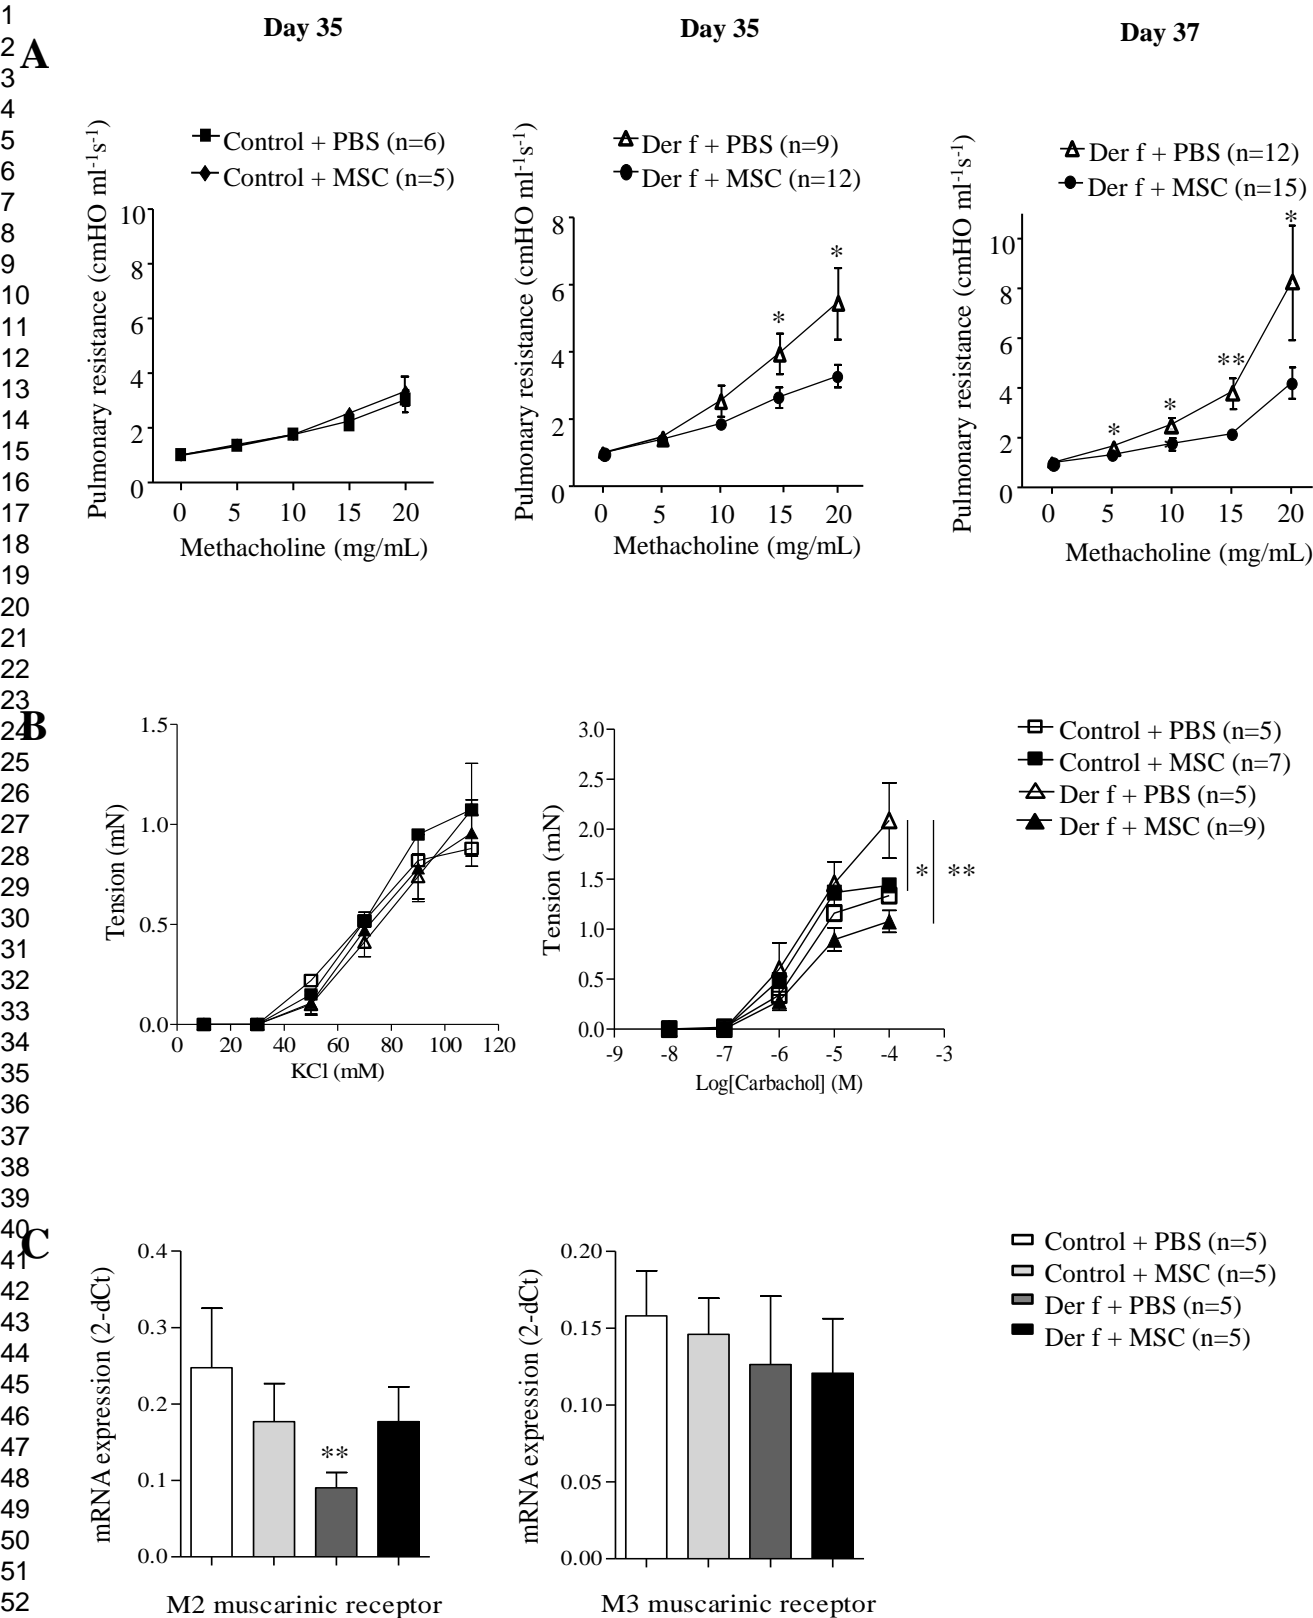 1
2
3
4
5
6
7
8
9
10
11
12
13
14
15
16
17
18
19
20
21
22
23
24
25
26
27
28
29
30
31
32
33
34
35
36
37
38
39
40
41
42
43
44
45
46
47
48
49
50
51
52
A
Day 35
Control + PBS (n=6)
Control + MSC (n=5)
Pulmonary resistance (cmHO ml-1s-1)
10
8
6
4
2
0
0 5 10 15 20
Methacholine (mg/mL)
Day 35
Der f + PBS (n=9)
Der f + MSC (n=12)
Pulmonary resistance (cmHO ml-1s-1)
8
6
4
2
0
* *
0 5 10 15 20
Methacholine (mg/mL)
Day 37
Der f + PBS (n=12)
Der f + MSC (n=15)
Pulmonary resistance (cmHO ml-1s-1)
10
8
6
4
2
0
* * ** *
0 5 10 15 20
Methacholine (mg/mL)
B
Tension (mN)
1.5
1.0
0.5
0.0
0 20 40 60 80 100 120
KCl (mM)
Tension (mN)
3.0
2.5
2.0
1.5
1.0
0.5
0.0
* **
-9 -8 -7 -6 -5 -4 -3
Log[Carbachol] (M)
Control + PBS (n=5)
Control + MSC (n=7)
Der f + PBS (n=5)
Der f + MSC (n=9)
C
mRNA expression (2-dCt)
0.4
0.3
0.2
0.1
0.0
**
M2 muscarinic receptor
mRNA expression (2-dCt)
0.20
0.15
0.10
0.05
0.00
M3 muscarinic receptor
Control + PBS (n=5)
Control + MSC (n=5)
Der f + PBS (n=5)
Der f + MSC (n=5)